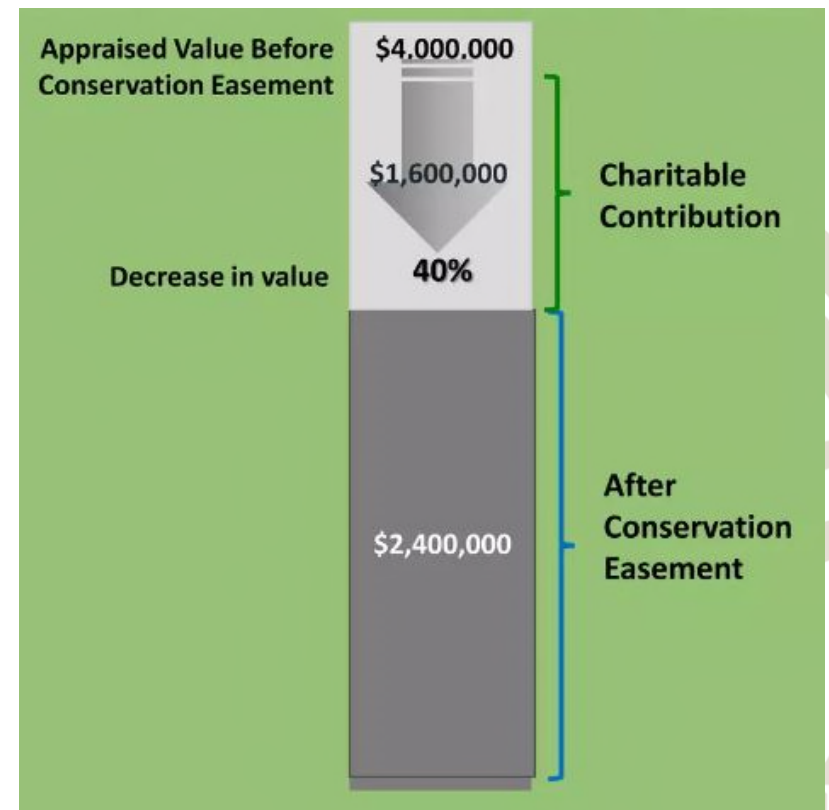 Appraised Value Before
Conservation Easement
$4,000.000
$1,600,000
Charitable
Contribution
Decrease in value
40%
$2,400,000
After
Conservation
Easement